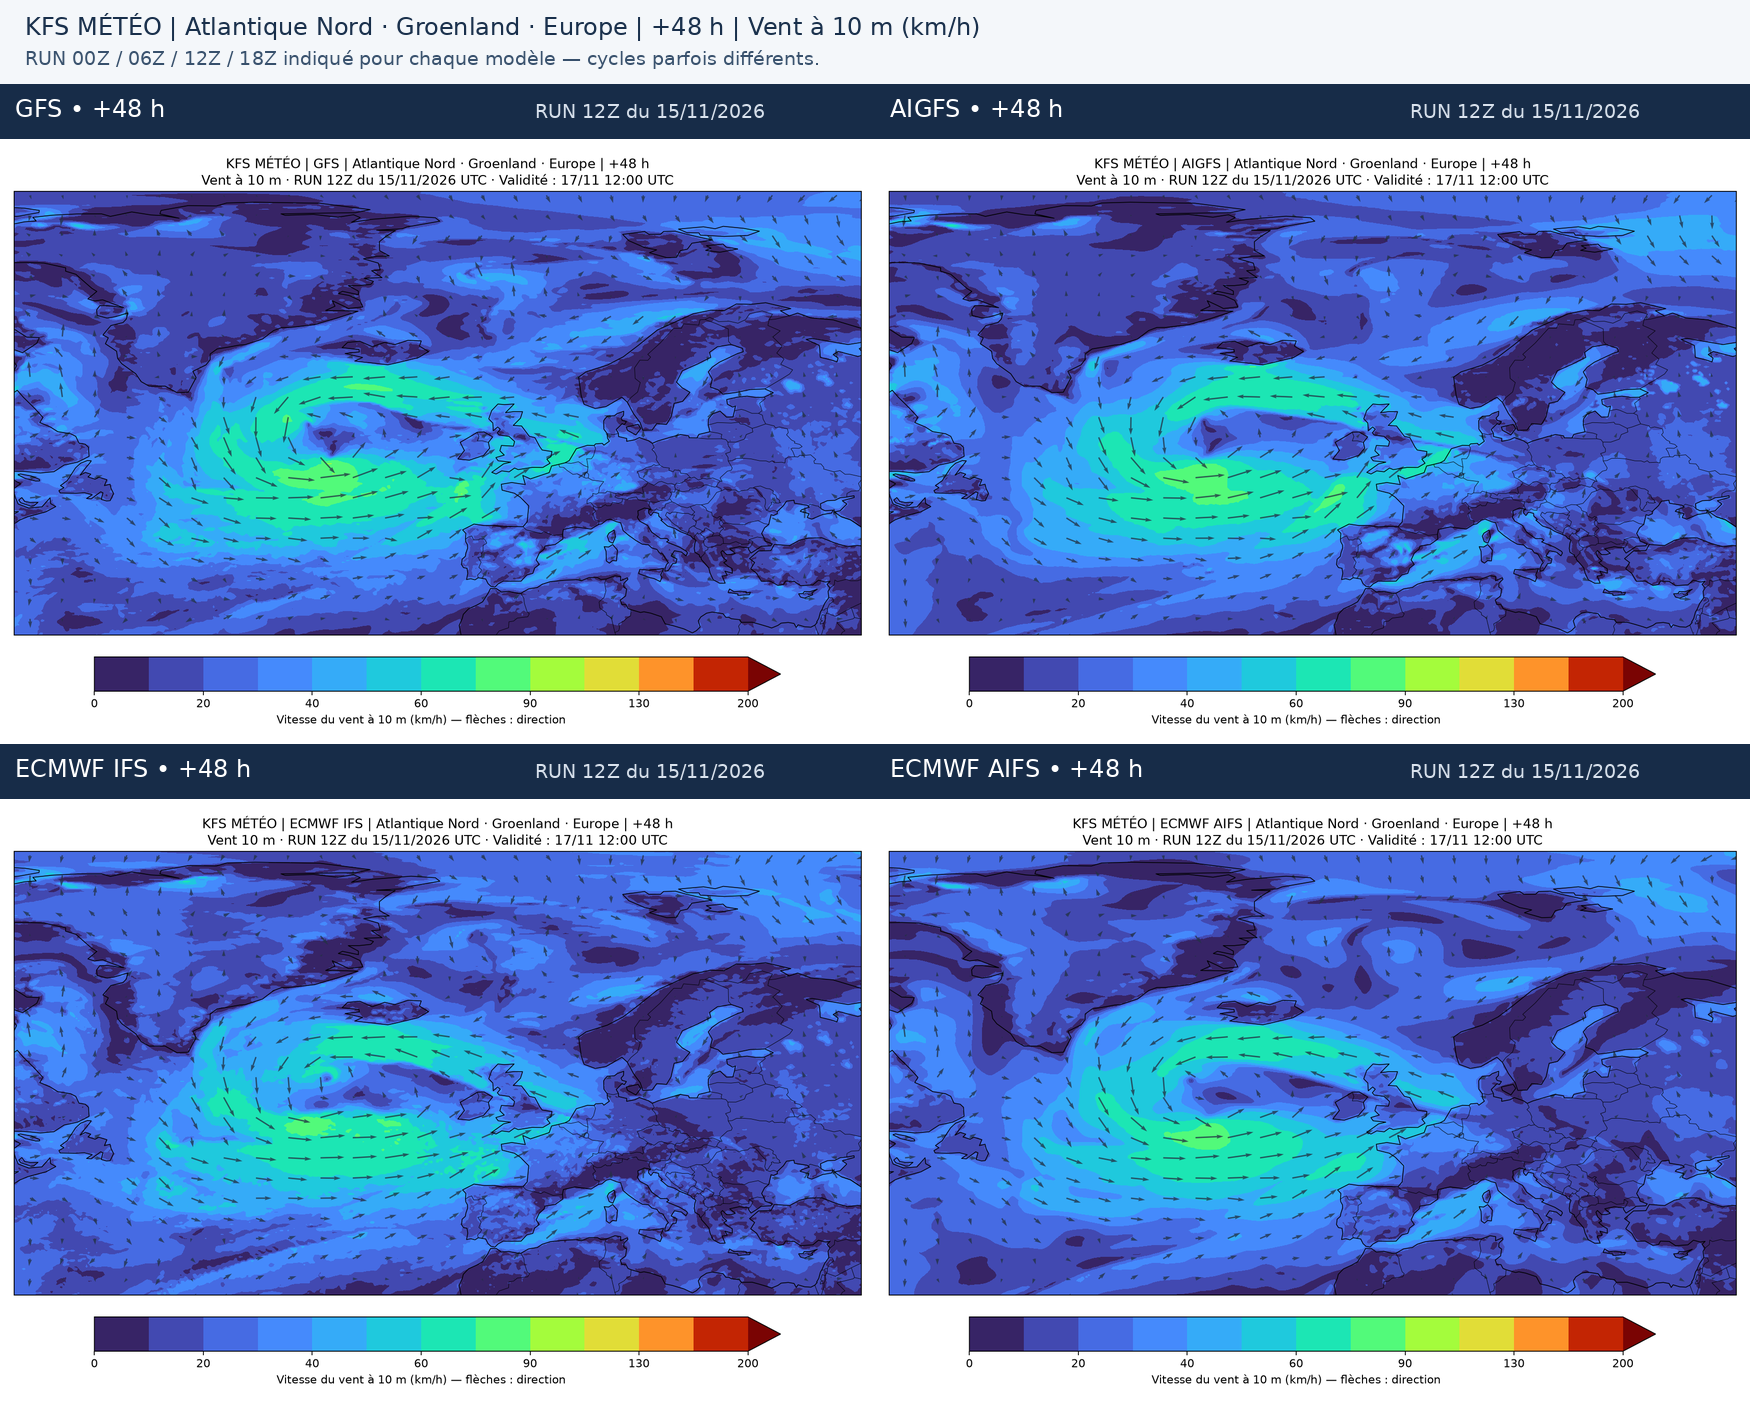 KFS MÉTÉO | Atlantique Nord · Groenland · Europe | +48 h | Vent à 10 m (km/h)
RUN 00Z / 06Z / 12Z / 18Z indiqué pour chaque modèle — cycles parfois différents.
GFS • +48 h
RUN 12Z du 15/11/2026
KFS MÉTÉO | GFS | Atlantique Nord · Groenland · Europe | +48 h
Vent à 10 m · RUN 12Z du 15/11/2026 UTC · Validité : 17/11 12:00 UTC
0 20 40 60 90 130 200
Vitesse du vent à 10 m (km/h) — flèches : direction
AIGFS • +48 h
RUN 12Z du 15/11/2026
KFS MÉTÉO | AIGFS | Atlantique Nord · Groenland · Europe | +48 h
Vent à 10 m · RUN 12Z du 15/11/2026 UTC · Validité : 17/11 12:00 UTC
0 20 40 60 90 130 200
Vitesse du vent à 10 m (km/h) — flèches : direction
ECMWF IFS • +48 h
RUN 12Z du 15/11/2026
KFS MÉTÉO | ECMWF IFS | Atlantique Nord · Groenland · Europe | +48 h
Vent 10 m · RUN 12Z du 15/11/2026 UTC · Validité : 17/11 12:00 UTC
0 20 40 60 90 130 200
Vitesse du vent à 10 m (km/h) — flèches : direction
ECMWF AIFS • +48 h
RUN 12Z du 15/11/2026
KFS MÉTÉO | ECMWF AIFS | Atlantique Nord · Groenland · Europe | +48 h
Vent 10 m · RUN 12Z du 15/11/2026 UTC · Validité : 17/11 12:00 UTC
0 20 40 60 90 130 200
Vitesse du vent à 10 m (km/h) — flèches : direction